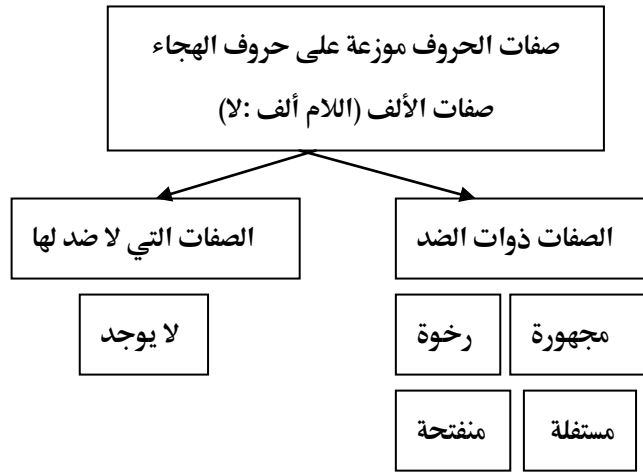 صفات الحروف موزعة على حروف الهجاء
صفات الألف (اللام ألف :لا)
الصفات ذوات الضد
الصفات التي لا ضد لها
مجهورة
رخوة
لا يوجد
مستفلة
منفتحة